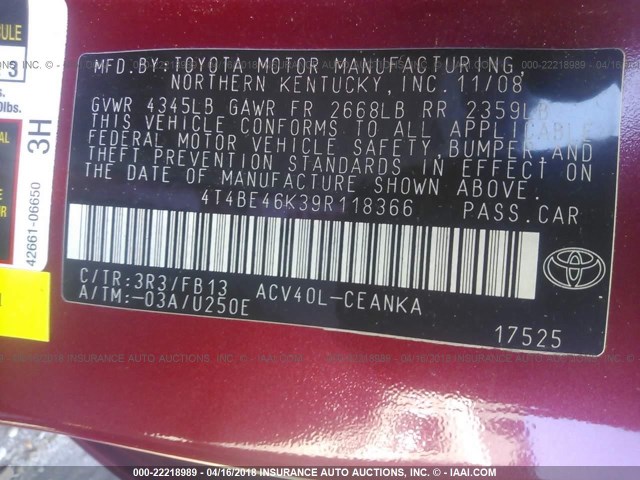 MFD.BY:TOYOTA MOTOR MANUFACTURING,
NORTHERN KENTUCKY, INC. 11/08
GVWR 4345LB GAWR FR 2668LB RR 2359LB
THIS VEHICLE CONFORMS TO ALL APPLICABLE
FEDERAL MOTOR VEHICLE SAFETY, BUMPER, AND
THEFT PREVENTION STANDARDS IN EFFECT ON
THE DATE OF MANUFACTURE SHOWN ABOVE.
4T4BE46K39R118366 PASS.CAR
C/TR:3R3/FB13 ACV40L-CEANKA
A/TM:-03A/U250E
TOYOTA
17525
3H
42661-06650
000-22218989 - 04/16/2018 INSURANCE AUTO AUCTIONS - © IAAI.COM